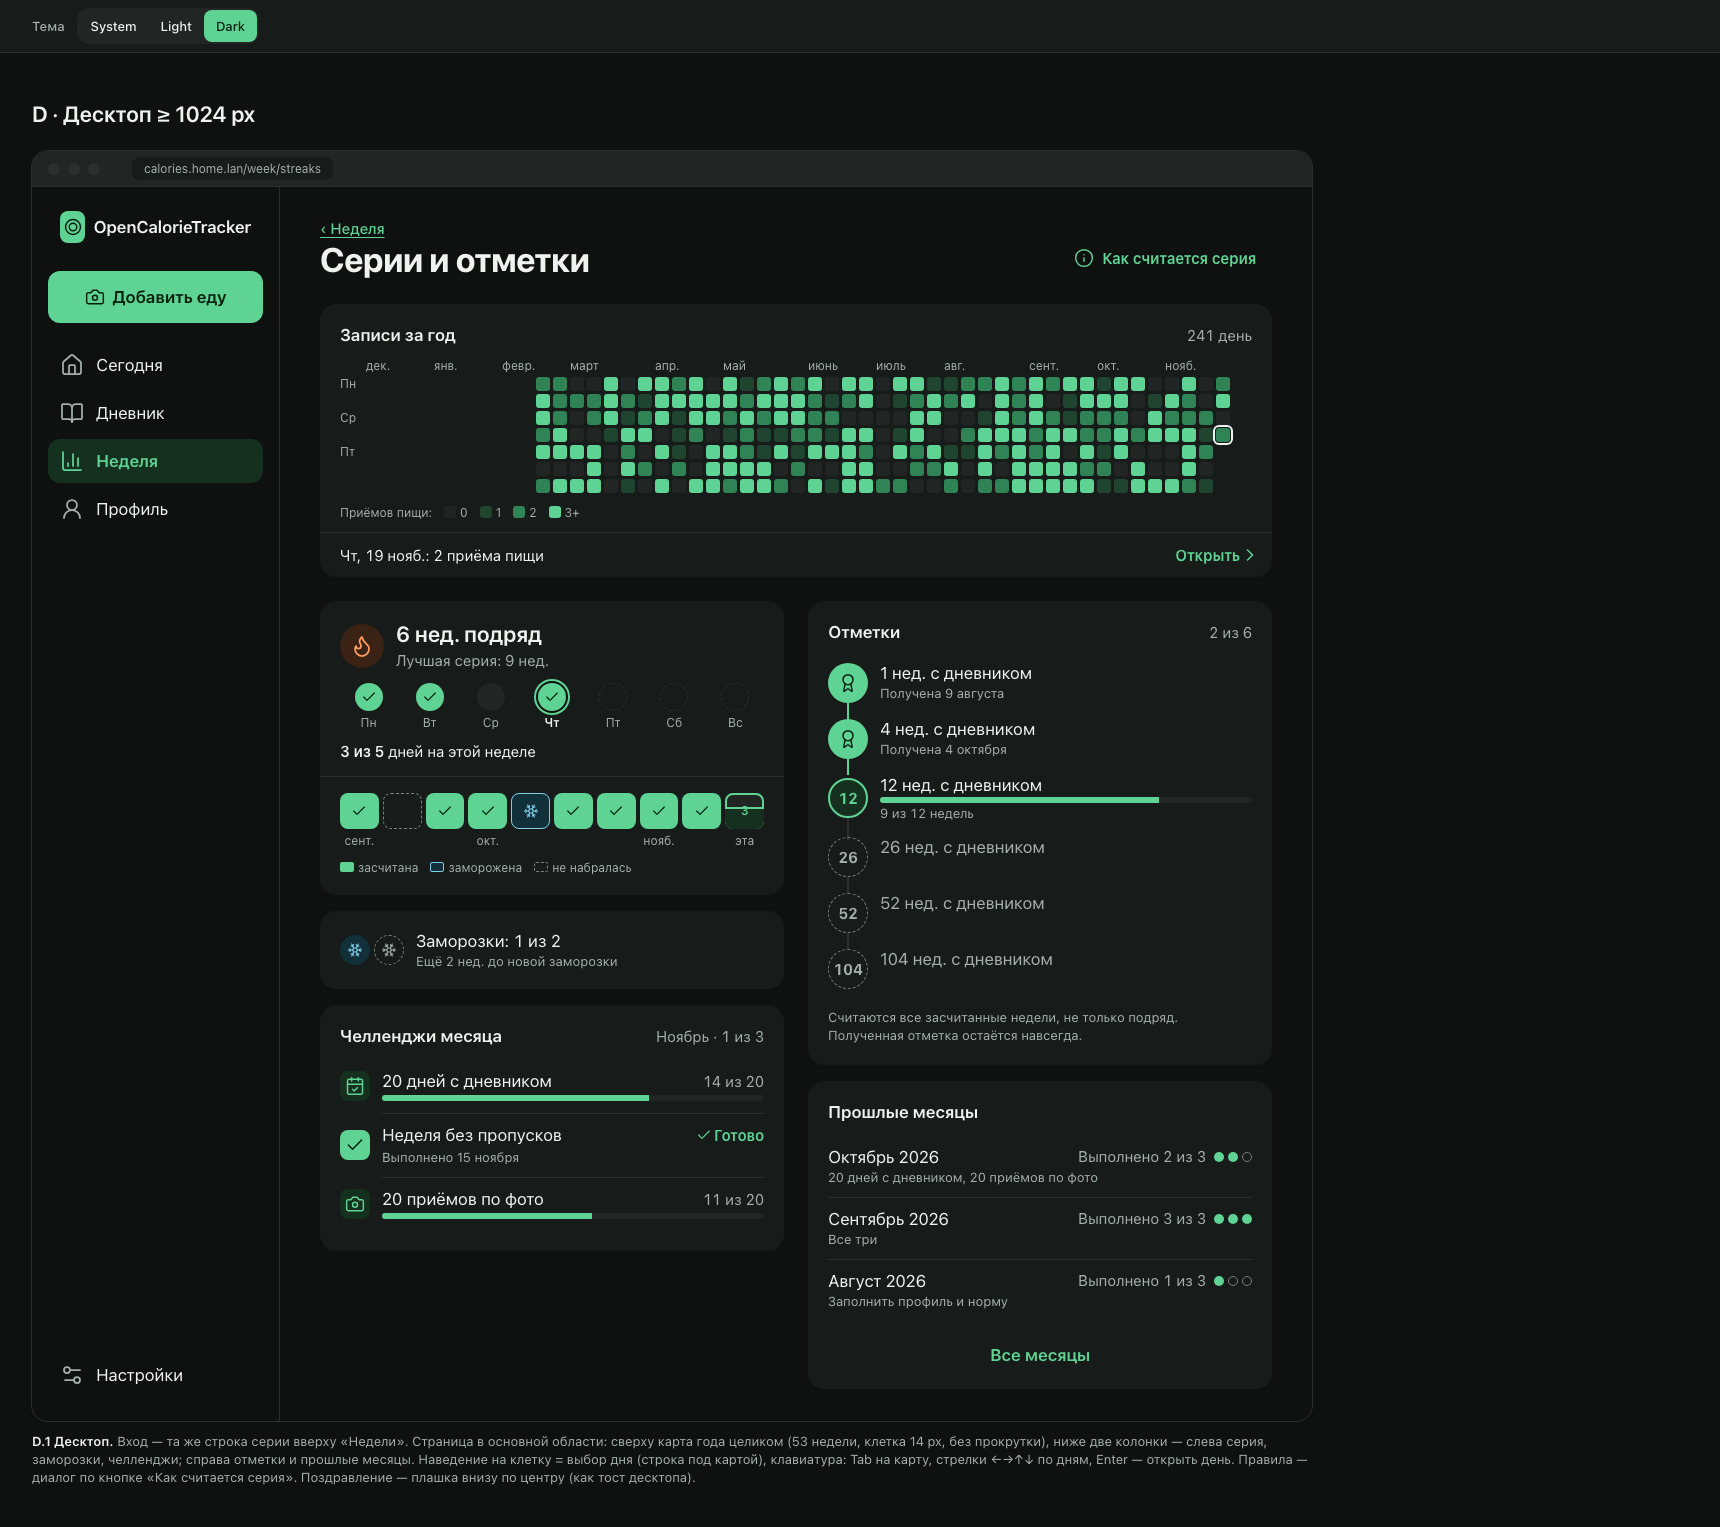 Тема System Light Dark
D · Десктоп ≥ 1024 px
calories.home.lan/week/streaks
OpenCalorieTracker
Добавить еду
Сегодня
Дневник
Неделя
Профиль
Настройки
‹ Неделя
Серии и отметки
Как считается серия
Записи за год
241 день
дек. янв. февр. март апр. май июнь июль авг. сент. окт. нояб.
Пн
Ср
Пт
Приёмов пищи: 0 1 2 3+
Чт, 19 нояб.: 2 приёма пищи
Открыть
6 нед. подряд
Лучшая серия: 9 нед.
Пн Вт Ср Чт Пт Сб Вс
3 из 5 дней на этой неделе
3
сент. окт. нояб. эта
засчитана заморожена не набралась
Заморозки: 1 из 2
Ещё 2 нед. до новой заморозки
Челленджи месяца
Ноябрь · 1 из 3
20 дней с дневником
14 из 20
Неделя без пропусков
Готово
Выполнено 15 ноября
20 приёмов по фото
11 из 20
Отметки
2 из 6
1 нед. с дневником
Получена 9 августа
4 нед. с дневником
Получена 4 октября
12
12 нед. с дневником
9 из 12 недель
26
26 нед. с дневником
52
52 нед. с дневником
104
104 нед. с дневником
Считаются все засчитанные недели, не только подряд.
Полученная отметка остаётся навсегда.
Прошлые месяцы
Октябрь 2026
Выполнено 2 из 3
20 дней с дневником, 20 приёмов по фото
Сентябрь 2026
Выполнено 3 из 3
Все три
Август 2026
Выполнено 1 из 3
Заполнить профиль и норму
Все месяцы
D.1 Десктоп. Вход — та же строка серии вверху «Недели». Страница в основной области: сверху карта года целиком (53 недели, клетка 14 px, без прокрутки), ниже две колонки — слева серия,
заморозки, челленджи; справа отметки и прошлые месяцы. Наведение на клетку = выбор дня (строка под картой), клавиатура: Tab на карту, стрелки ←→↑↓ по дням, Enter — открыть день. Правила —
диалог по кнопке «Как считается серия». Поздравление — плашка внизу по центру (как тост десктопа).